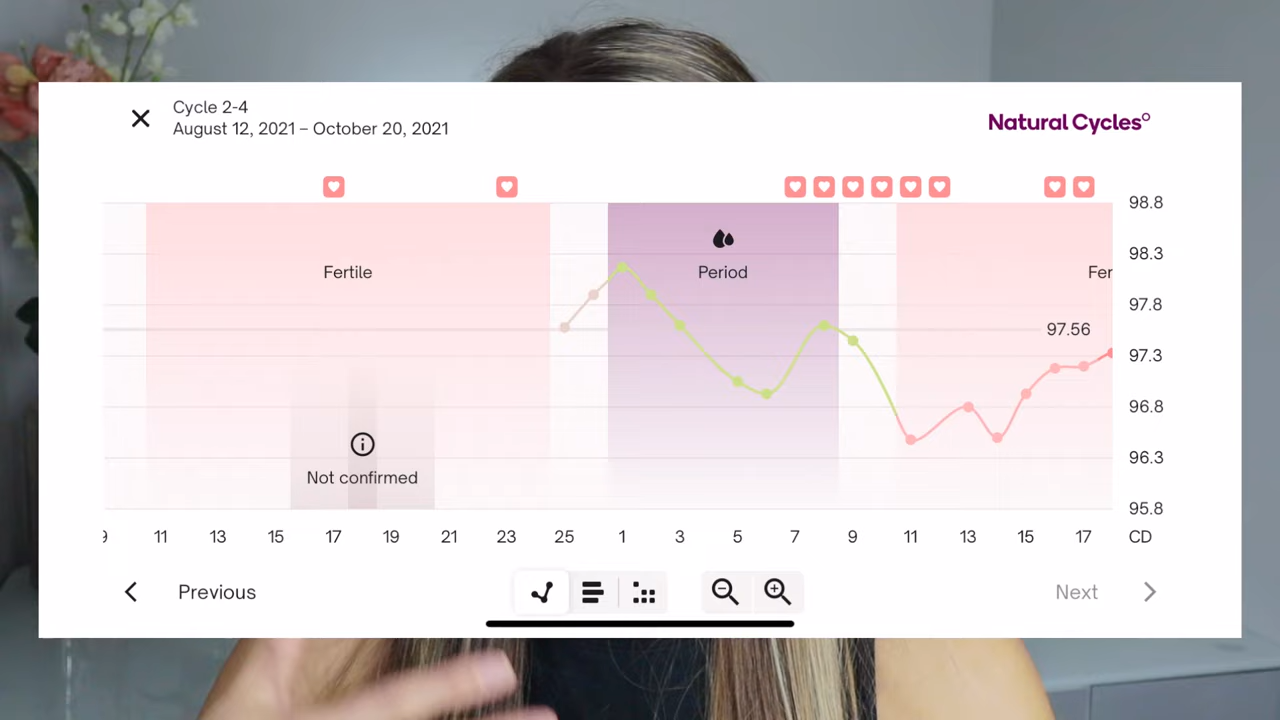 Cycle 2-4
August 12, 2021 – October 20, 2021
Natural Cycles°
98.8
98.3
Fertile
Period
Fer
97.8
97.56
97.3
96.8
96.3
Not confirmed
95.8
9 11 13 15 17 19 21 23 25 1 3 5 7 9 11 13 15 17 CD
Previous
Next